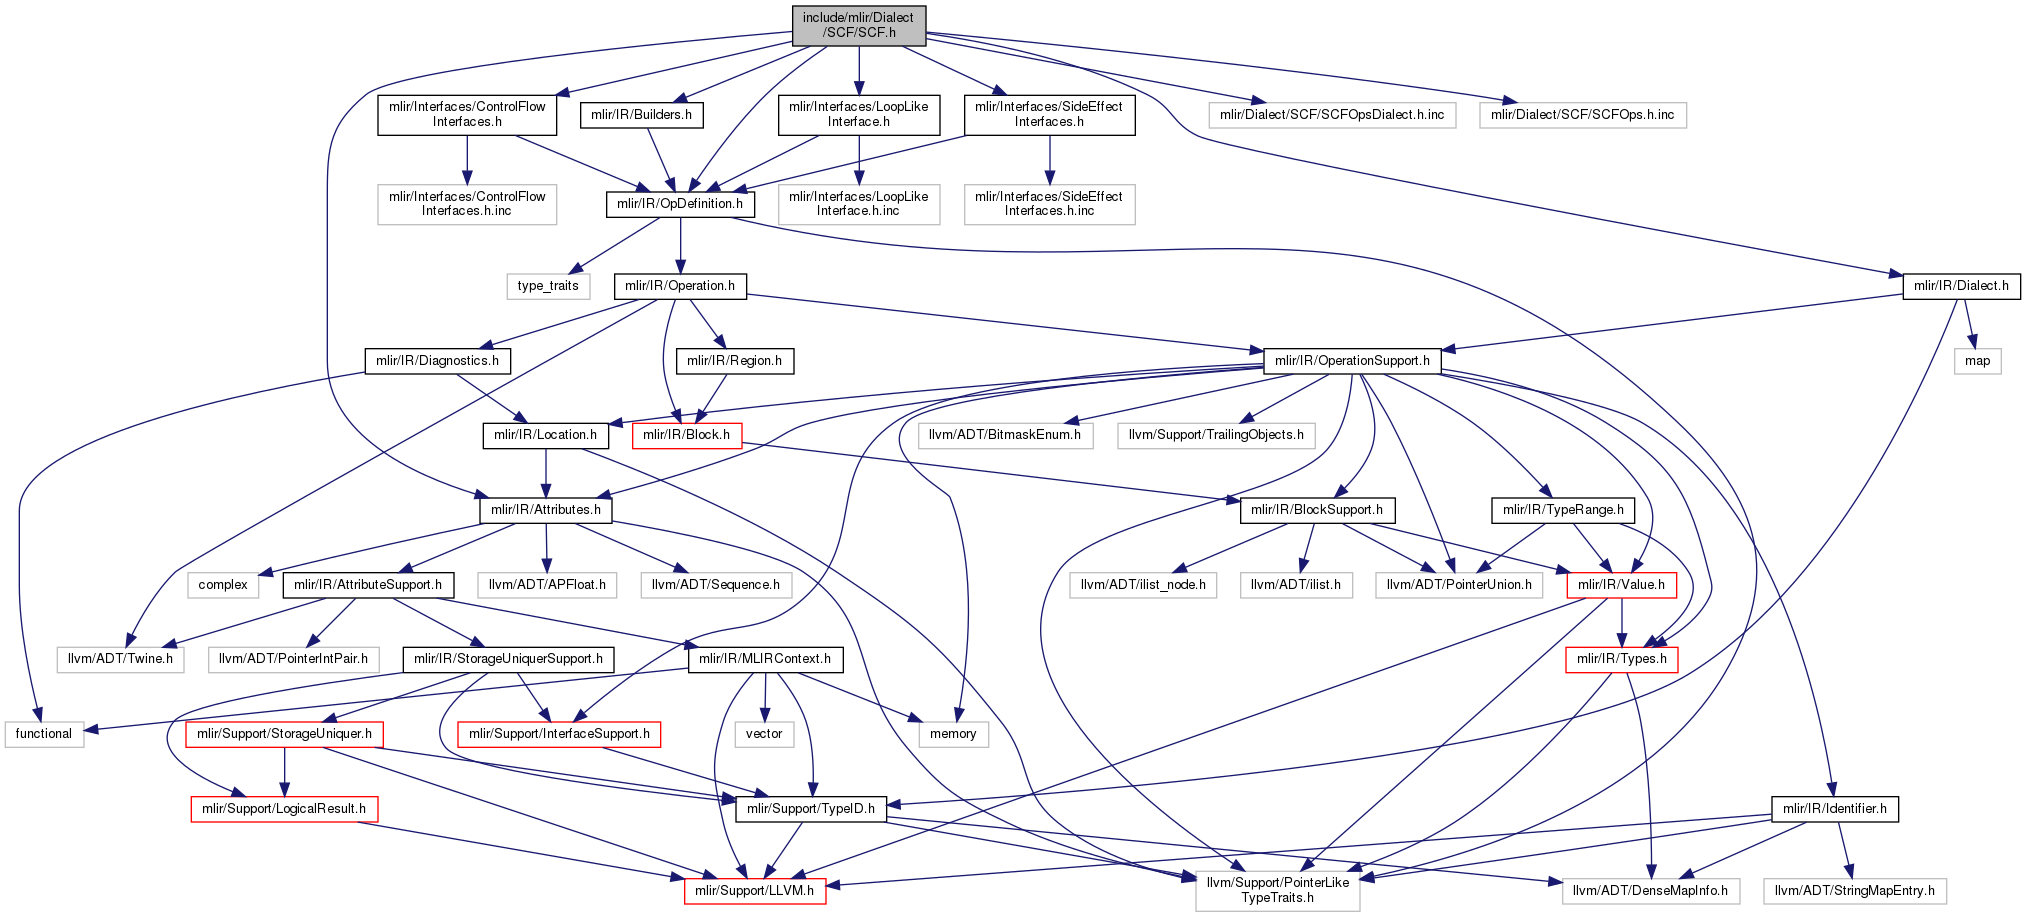 include/mlir/Dialect
/SCF/SCF.h
mlir/Interfaces/ControlFlow
Interfaces.h
mlir/IR/Builders.h
mlir/Interfaces/LoopLike
Interface.h
mlir/Interfaces/SideEffect
Interfaces.h
mlir/Dialect/SCF/SCFOpsDialect.h.inc
mlir/Dialect/SCF/SCFOps.h.inc
mlir/Interfaces/ControlFlow
Interfaces.h.inc
mlir/IR/OpDefinition.h
mlir/Interfaces/LoopLike
Interface.h.inc
mlir/Interfaces/SideEffect
Interfaces.h.inc
type_traits
mlir/IR/Operation.h
mlir/IR/Dialect.h
mlir/IR/Diagnostics.h
mlir/IR/Region.h
mlir/IR/OperationSupport.h
map
mlir/IR/Location.h
mlir/IR/Block.h
llvm/ADT/BitmaskEnum.h
llvm/Support/TrailingObjects.h
mlir/IR/Attributes.h
mlir/IR/BlockSupport.h
mlir/IR/TypeRange.h
complex
mlir/IR/AttributeSupport.h
llvm/ADT/APFloat.h
llvm/ADT/Sequence.h
llvm/ADT/ilist_node.h
llvm/ADT/ilist.h
llvm/ADT/PointerUnion.h
mlir/IR/Value.h
llvm/ADT/Twine.h
llvm/ADT/PointerIntPair.h
mlir/IR/StorageUniquerSupport.h
mlir/IR/MLIRContext.h
mlir/IR/Types.h
functional
mlir/Support/StorageUniquer.h
mlir/Support/InterfaceSupport.h
vector
memory
mlir/Support/LogicalResult.h
mlir/Support/TypeID.h
mlir/IR/Identifier.h
mlir/Support/LLVM.h
llvm/Support/PointerLike
TypeTraits.h
llvm/ADT/DenseMapInfo.h
llvm/ADT/StringMapEntry.h